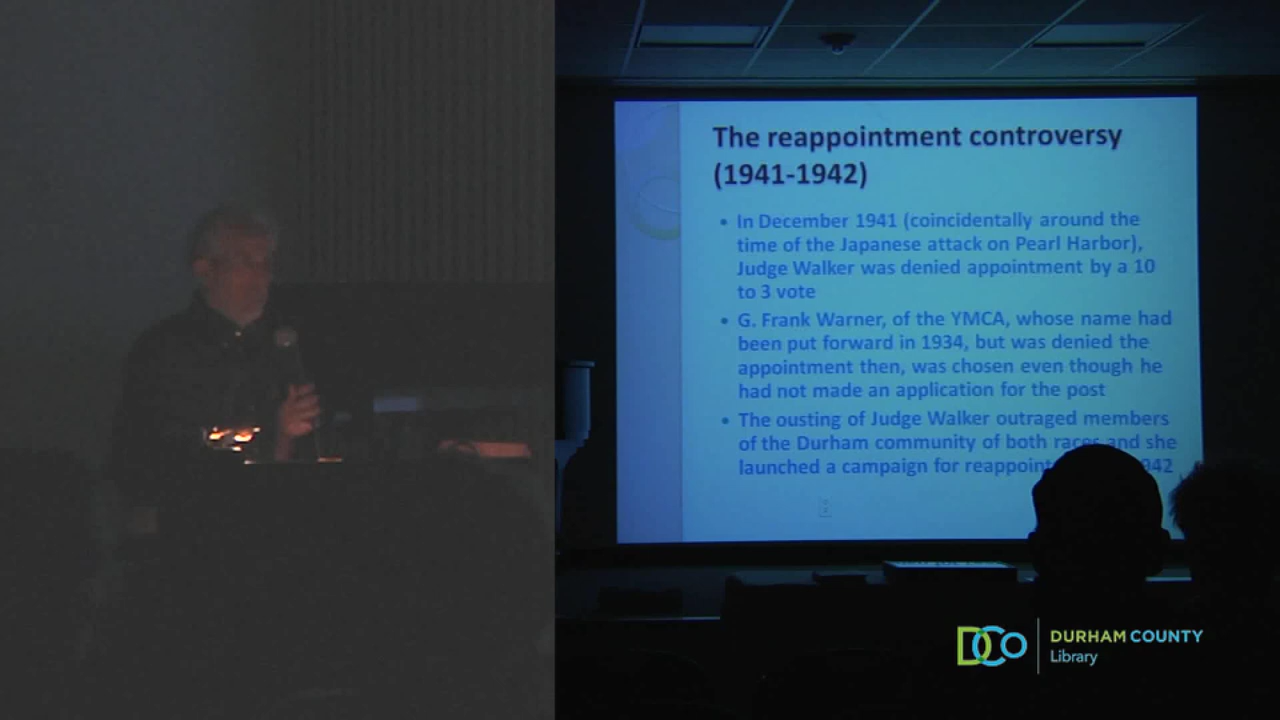 The reappointment controversy
(1941-1942)
• In December 1941 (coincidentally around the
time of the Japanese attack on Pearl Harbor),
Judge Walker was denied appointment by a 10
to 3 vote
• G. Frank Warner, of the YMCA, whose name had
been put forward in 1934, but was denied the
appointment then, was chosen even though he
had not made an application for the post
• The ousting of Judge Walker outraged members
of the Durham community of both races and she
launched a campaign for
DCo
DURHAM COUNTY
Library